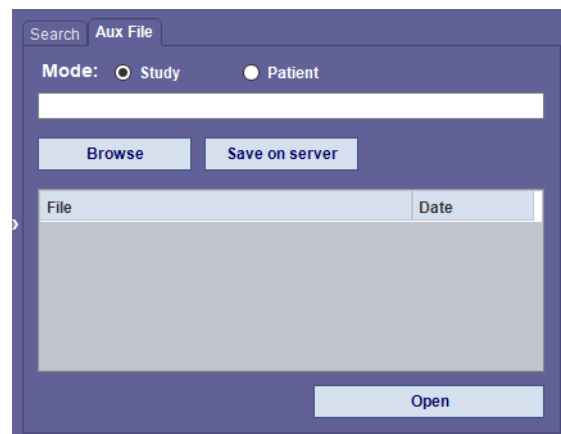 Search Aux File
Mode: Study Patient
Browse Save on server
File Date
Open